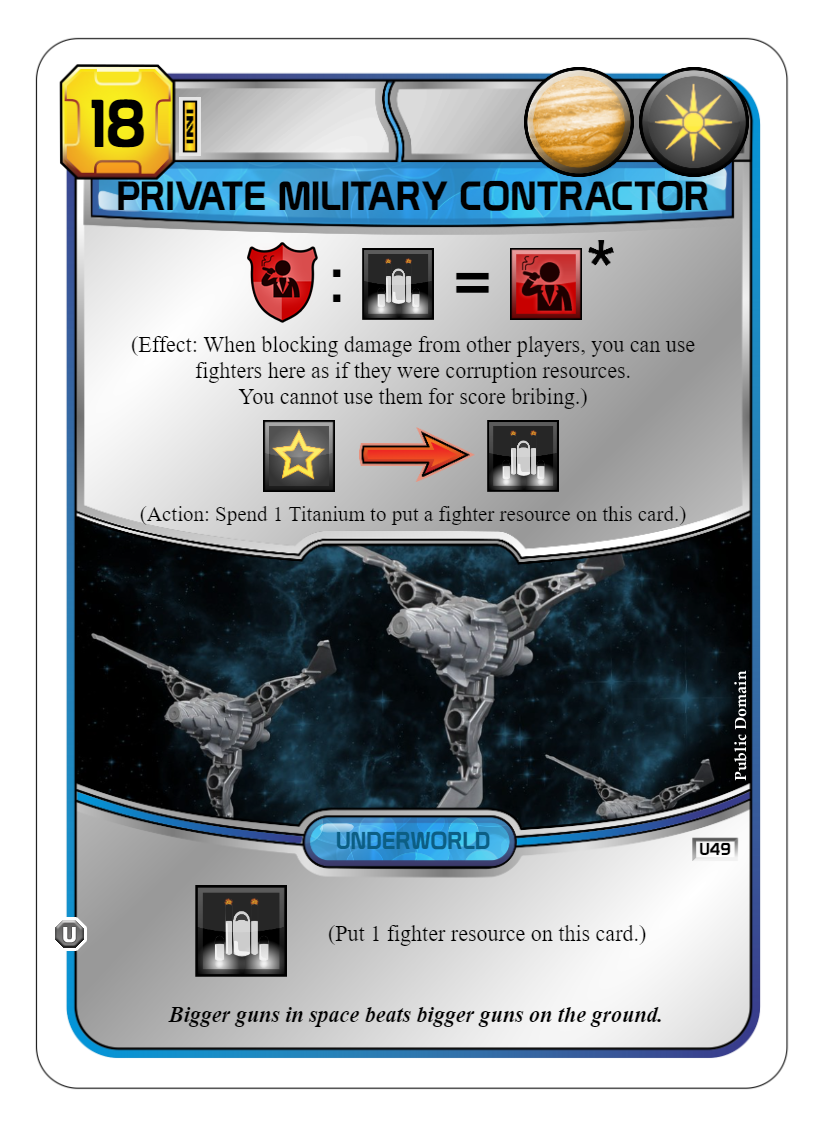 18
PRIVATE MILITARY CONTRACTOR
: = *
(Effect: When blocking damage from other players, you can use
fighters here as if they were corruption resources.
You cannot use them for score bribing.)
(Action: Spend 1 Titanium to put a fighter resource on this card.)
Public Domain
UNDERWORLD
U49
U
(Put 1 fighter resource on this card.)
Bigger guns in space beats bigger guns on the ground.